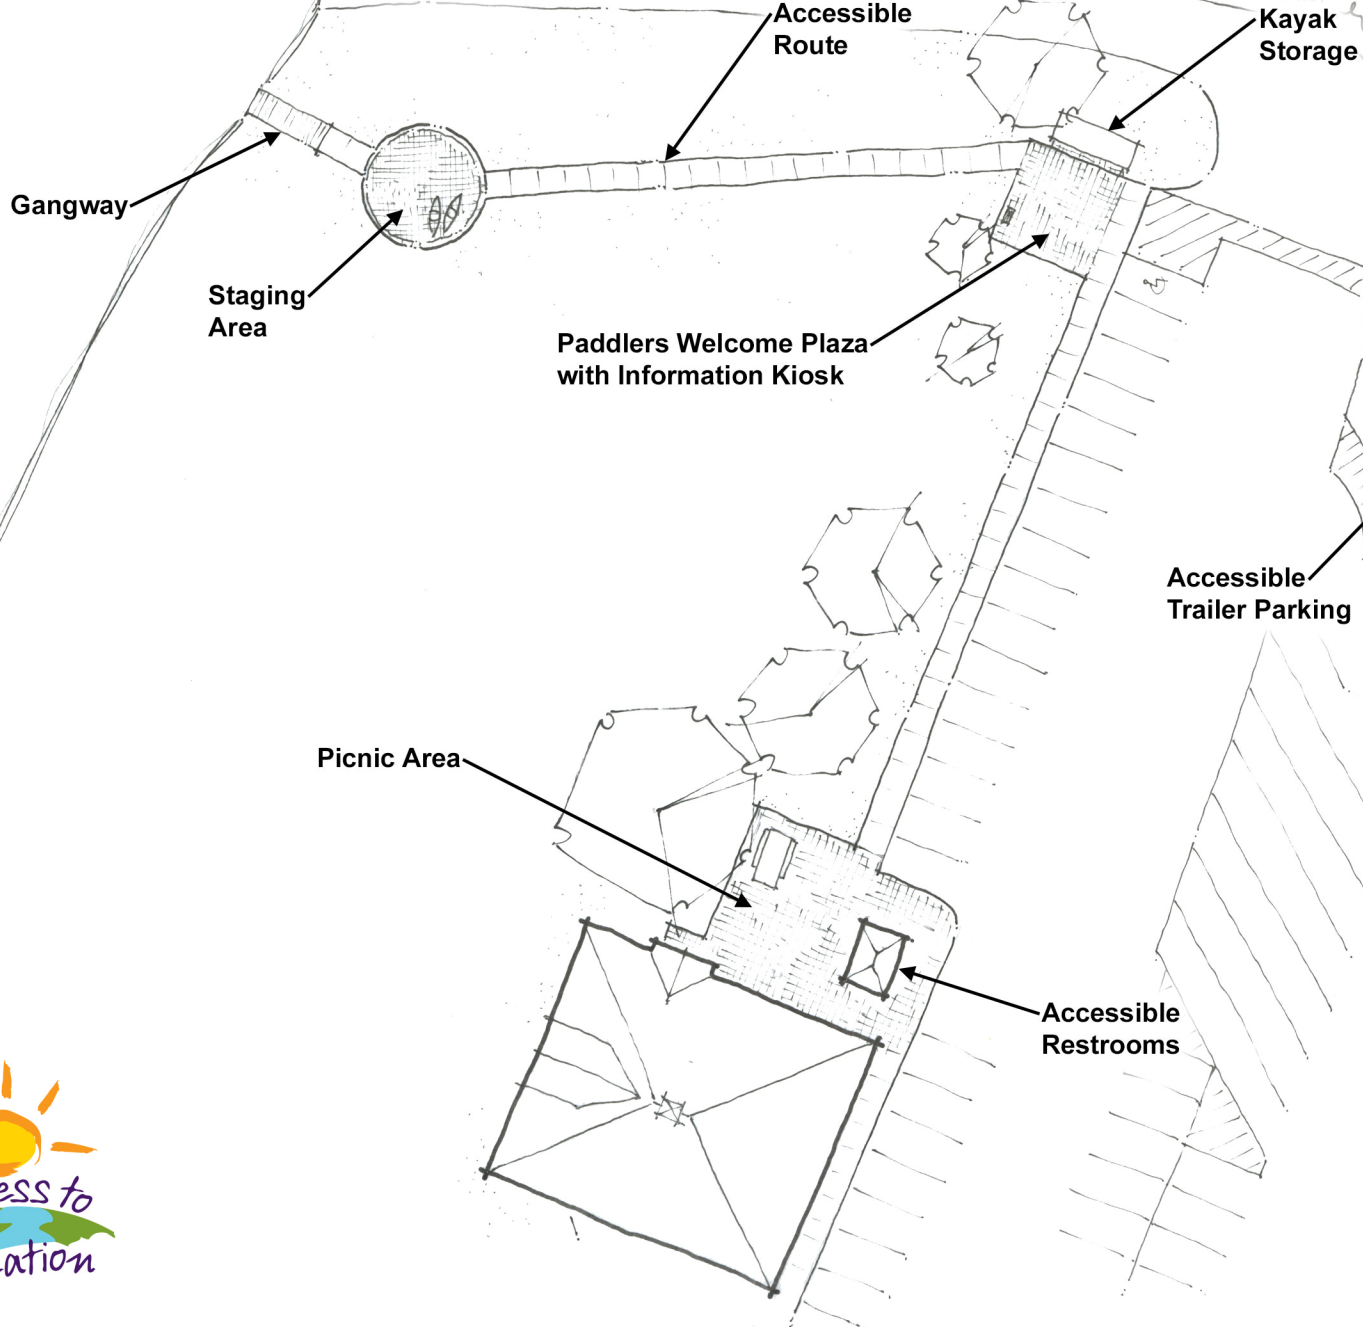 Accessible
Route
Kayak
Storage
Gangway
Staging
Area
Paddlers Welcome Plaza
with Information Kiosk
Accessible
Trailer Parking
Picnic Area
Accessible
Restrooms
ess to
ation